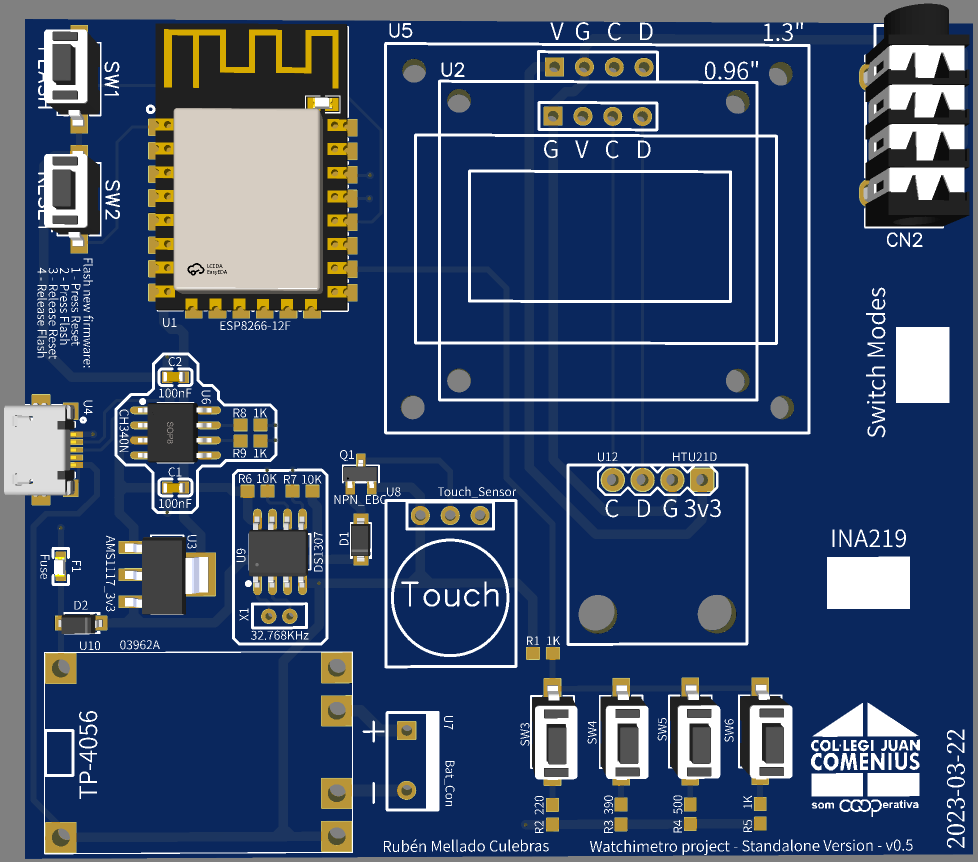 U5
V G C D
1.3"
U2
0.96"
G V C D
SW1
SW2
CN2
LCEDA
EasyEDA
U1
ESP8266-12F
Flash new firmware:
1 - Press Reset
2 - Press Flash
3 - Release Reset
4 - Release Flash
Switch Modes
C2
100nF
U6
CH340N
SOP8
R8 1K
R9 1K
C1
100nF
U4
R6 10K R7 10K
Q1
NPN_EBC
U8
Touch_Sensor
U12
HTU21D
C D G 3v3
INA219
AMS1117_3v3
U3
F1
Fuse
D2
U9
DS1307
D1
X1
32.768KHz
Touch
R1 1K
U10
03962A
TP-4056
+
-
U7
Bat_Con
SW3
SW4
SW5
SW6
R2 220
R3 390
R4 500
R5 1K
COL·LEGI JUAN
COMENIUS
som cooperativa
2023-03-22
Rubén Mellado Culebras
Watchimetro project - Standalone Version - v0.5